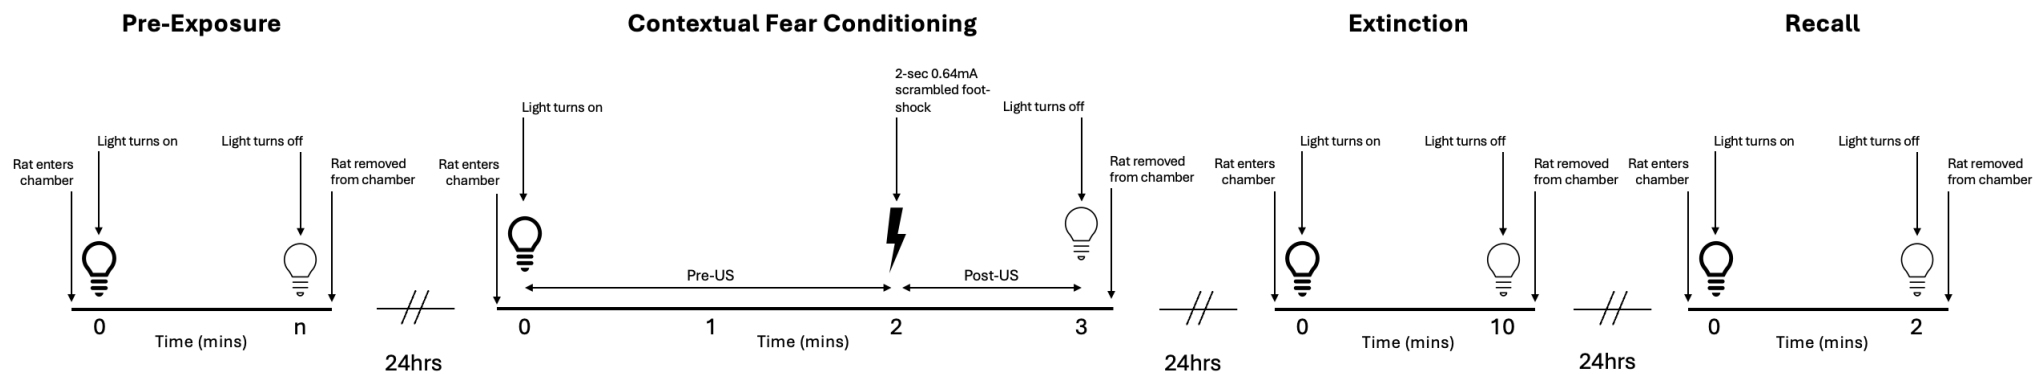 Pre-Exposure
Light turns on
Light turns off
Rat enters
chamber
Rat removed
from chamber
0
n
Time (mins)
24hrs
Contextual Fear Conditioning
2-sec 0.64mA
scrambled foot-
shock
Light turns on
Light turns off
Rat enters
chamber
Rat removed
from chamber
Pre-US
Post-US
0
1
2
3
Time (mins)
24hrs
Extinction
Light turns on
Light turns off
Rat enters
chamber
Rat removed
from chamber
0
10
Time (mins)
24hrs
Recall
Light turns on
Light turns off
Rat enters
chamber
Rat removed
from chamber
0
2
Time (mins)